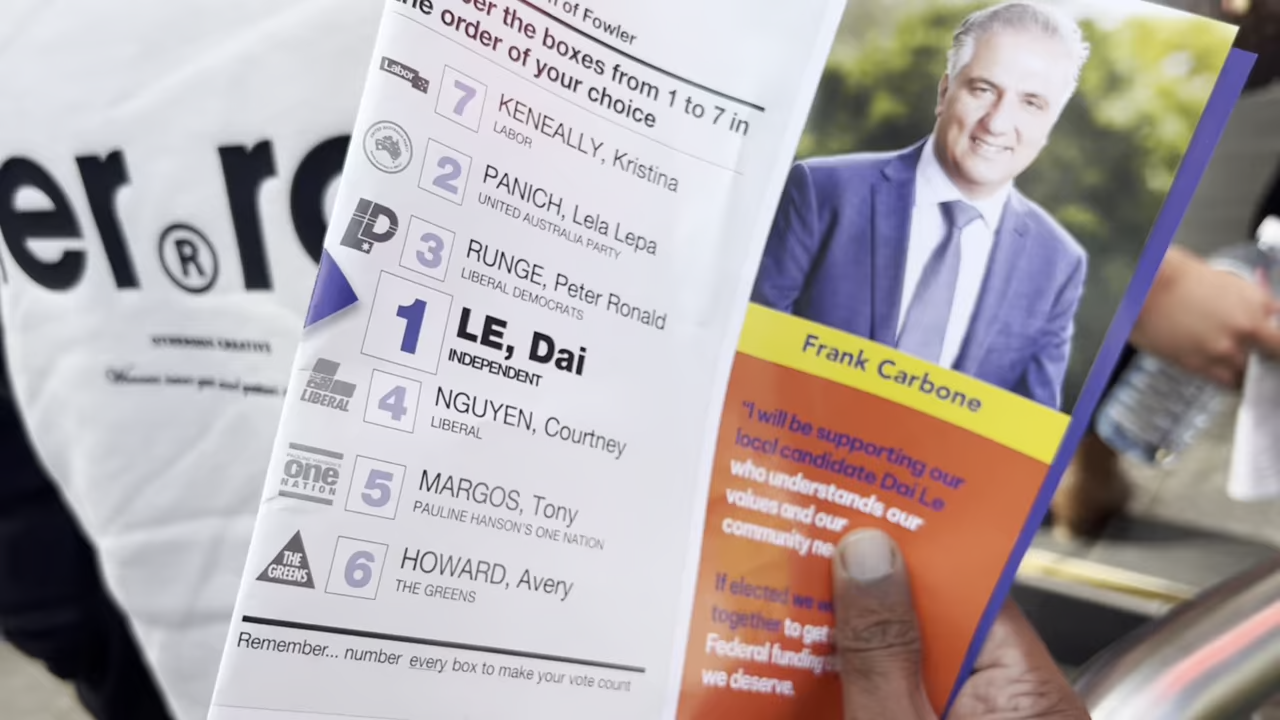 er®r
of Fowler
the boxes from 1 to 7 in
order of your choice
Labor
7
KENEALLY, Kristina
LABOR
2
PANICH, Lela Lepa
UNITED AUSTRALIA PARTY
LD
3
RUNGE, Peter Ronald
LIBERAL DEMOCRATS
1
LE, Dai
INDEPENDENT
LIBERAL
4
NGUYEN, Courtney
LIBERAL
PAULINE HANSON'S
one
NATION
5
MARGOS, Tony
PAULINE HANSON'S ONE NATION
THE
GREENS
6
HOWARD, Avery
THE GREENS
Remember... number every box to make your vote count
Frank Carbone
"I will be supporting our
local candidate Dai Le
who understands our
values and our
community ne
If elected we w
together to get
Federal funding
we deserve.